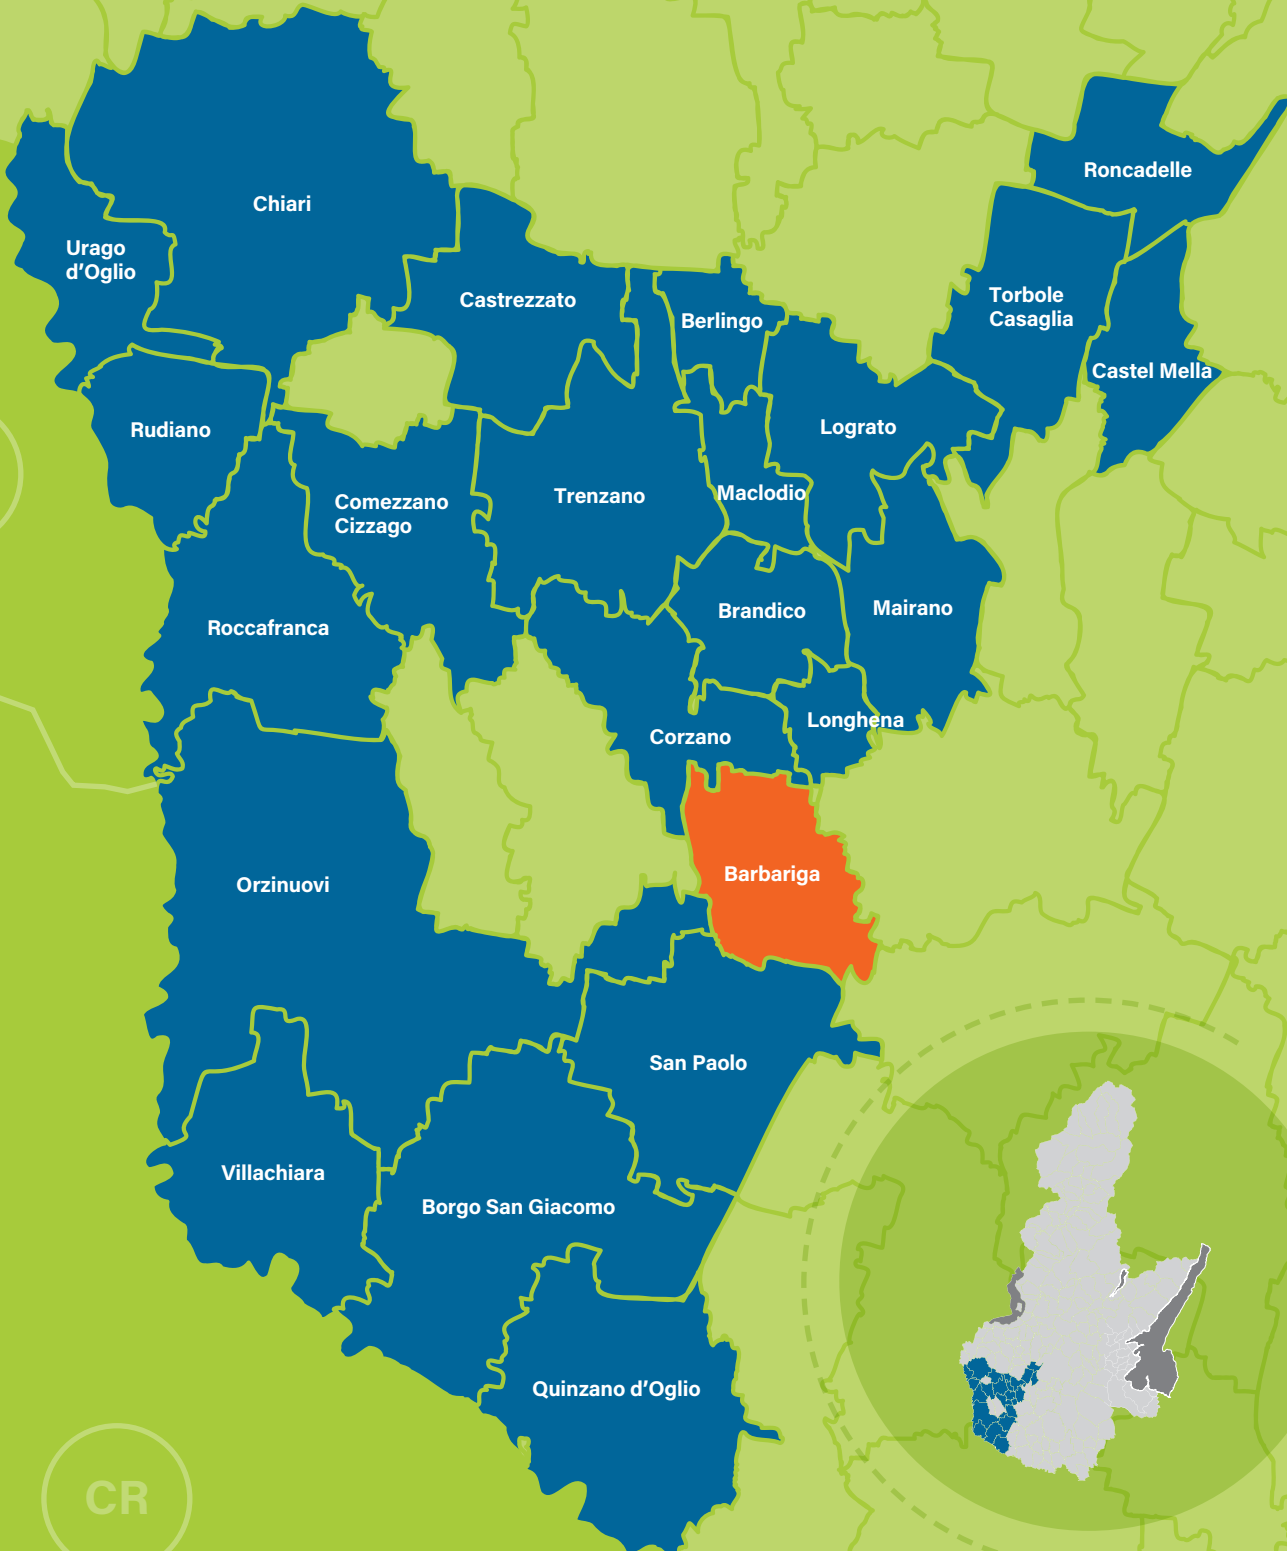 Roncadelle
Chiari
Urago
d'Oglio
Castrezzato
Torbole
Casaglia
Berlingo
Castel Mella
Rudiano
Lograto
Comezzano
Cizzago
Trenzano
Maclodio
Brandico
Mairano
Roccafranca
Longhena
Corzano
Barbariga
Orzinuovi
San Paolo
Villachiara
Borgo San Giacomo
Quinzano d'Oglio
CR